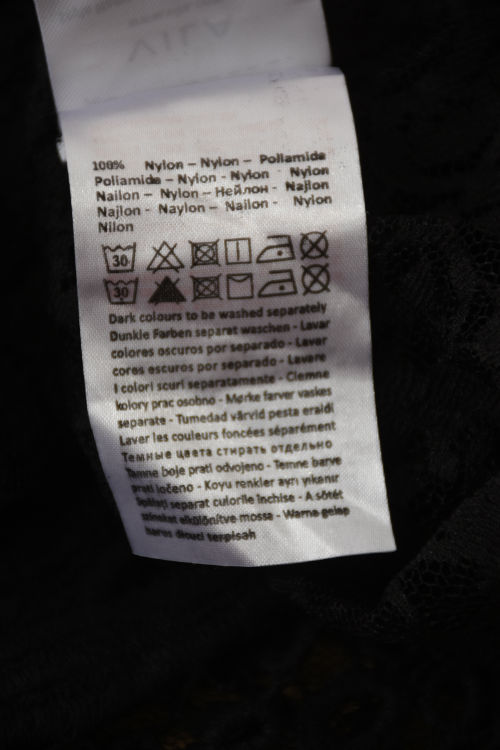 VILA
100% Nylon – Nylon – Poliamida
Poliamida – Nylon - Nylon - Nylon
Nailon – Nylon – Нейлон - Najlon
Najlon - Naylon – Nailon - Nylon
Nilon
30
30
Dark colours to be washed separately
Dunkle Farben separat waschen - Lavar
colores oscuros por separado - Lavar
cores escuros por separado - Lavare
I colori scuri separatamente - Ciemne
kolory prac osobno - Mørke farver vaskes
separate - Tumedad värvid pesta eraldi
Laver les couleurs foncées séparément
Темные цвета стирать отдельно
Tamne boje prati odvojeno - Temne barve
prati ločeno - Koyu renkler ayrı yıkanır
Spălați separat culorile închise - A sötét
színeket elkülönítve mossa - Warna gelap
harus dicuci terpisah